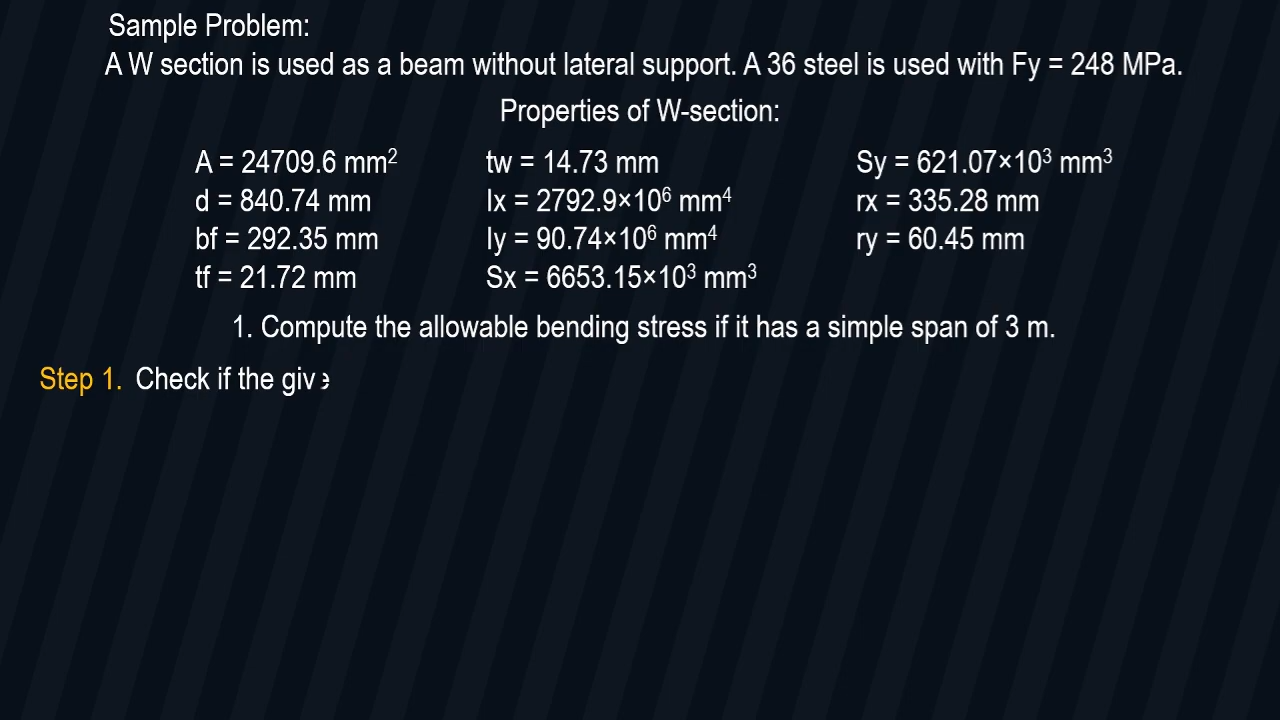 Sample Problem:
A W section is used as a beam without lateral support. A 36 steel is used with Fy = 248 MPa.
Properties of W-section:
A = 24709.6 mm² tw = 14.73 mm Sy = 621.07×10³ mm³
d = 840.74 mm Ix = 2792.9×10⁶ mm⁴ rx = 335.28 mm
bf = 292.35 mm Iy = 90.74×10⁶ mm⁴ ry = 60.45 mm
tf = 21.72 mm Sx = 6653.15×10³ mm³
1. Compute the allowable bending stress if it has a simple span of 3 m.
Step 1. Check if the giv